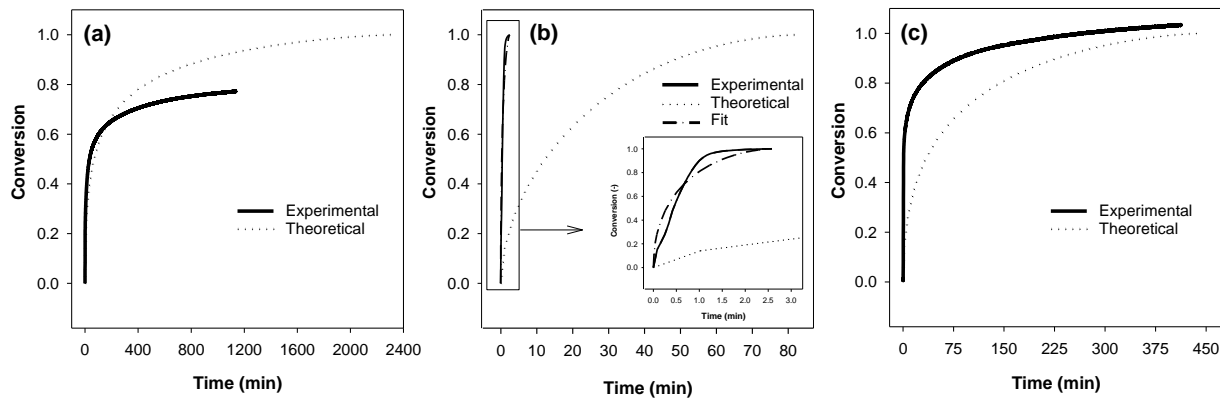 (a)
1.0
0.8
0.6
0.4
0.2
0.0
Conversion
Experimental
Theoretical
0 400 800 1200 1600 2000 2400
Time (min)
(b)
1.0
0.8
0.6
0.4
0.2
0.0
Conversion
Experimental
Theoretical
Fit
1.0
0.8
0.6
0.4
0.2
0.0
Conversion (-)
0.0 0.5 1.0 1.5 2.0 2.5 3.0
Time (min)
0 10 20 30 40 50 60 70 80
Time (min)
(c)
1.0
0.8
0.6
0.4
0.2
0.0
Conversion
Experimental
Theoretical
0 75 150 225 300 375 450
Time (min)